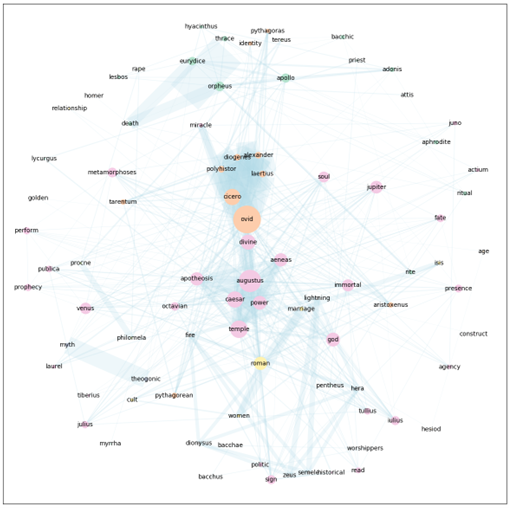 hyacinthus
pythagoras
thrace
identity
tereus
bacchic
eurydice
priest
rape
adonis
lesbos
apollo
orpheus
homer
attis
relationship
death
miracle
juno
aphrodite
lycurgus
diogenes
alexander
metamorphoses
polyhistor
laertius
soul
actium
jupiter
ritual
golden
tarentum
cicero
ovid
fate
perform
divine
age
procne
aeneas
isis
publica
rite
prophecy
apotheosis
augustus
immortal
presence
venus
octavian
caesar
power
lightning
marriage
aristoxenus
fire
temple
philomela
god
construct
myth
laurel
roman
agency
theogonic
tiberius
cult
pythagorean
pentheus
hera
julius
women
tullius
iulius
hesiod
myrrha
dionysus
bacchae
worshippers
bacchus
politic
sign
zeus
semele
historical
read